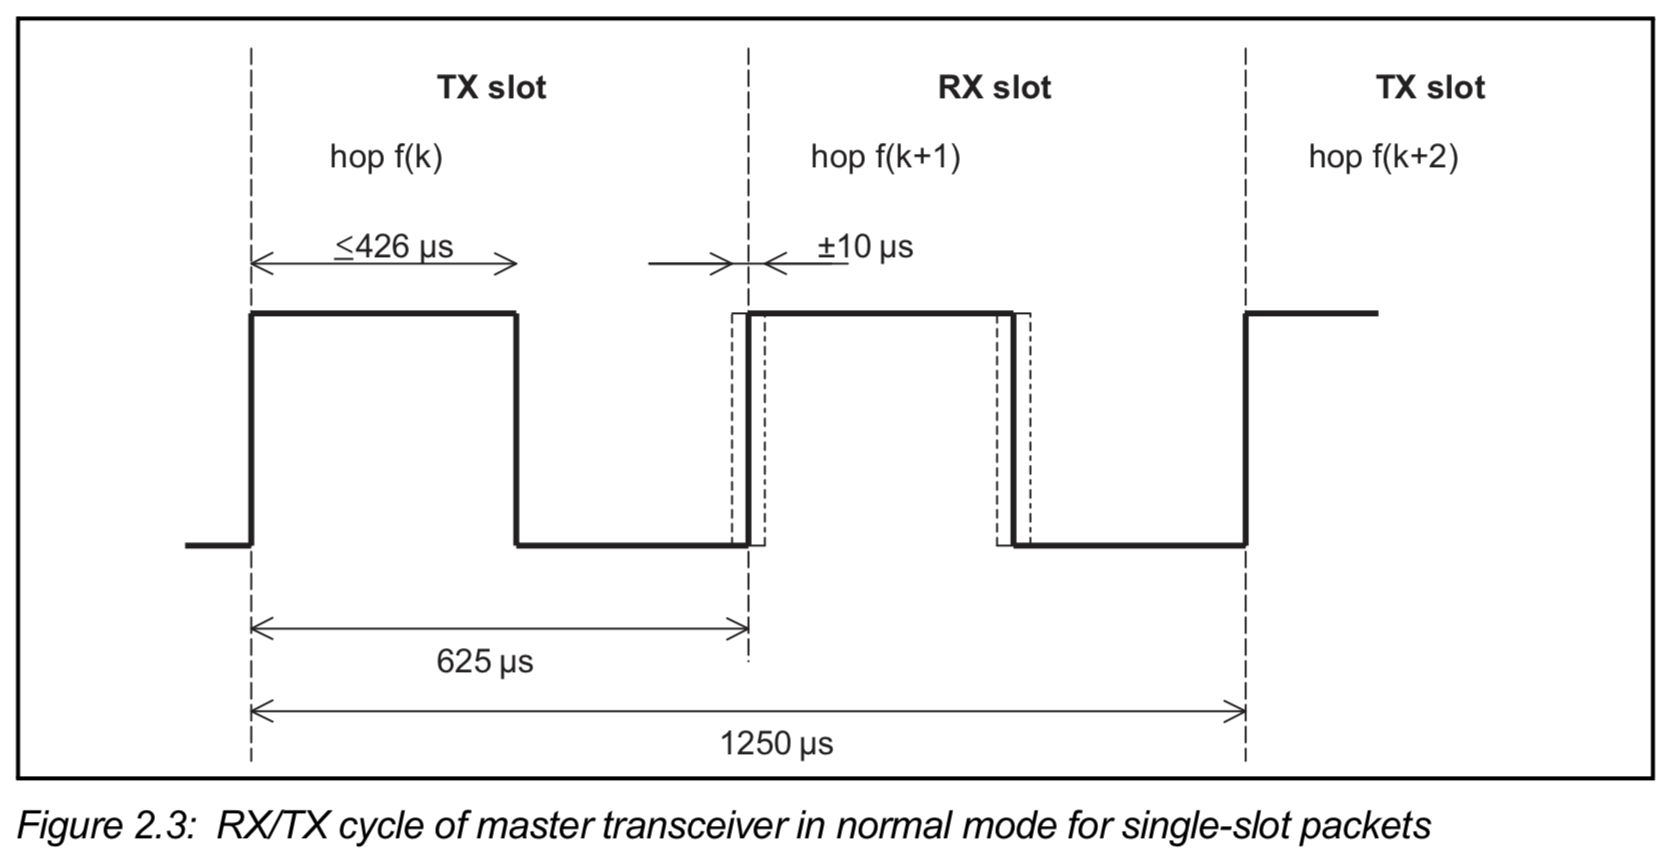 TX slot
RX slot
TX slot
hop f(k)
hop f(k+1)
hop f(k+2)
≤426 µs
±10 µs
625 µs
1250 µs
Figure 2.3: RX/TX cycle of master transceiver in normal mode for single-slot packets